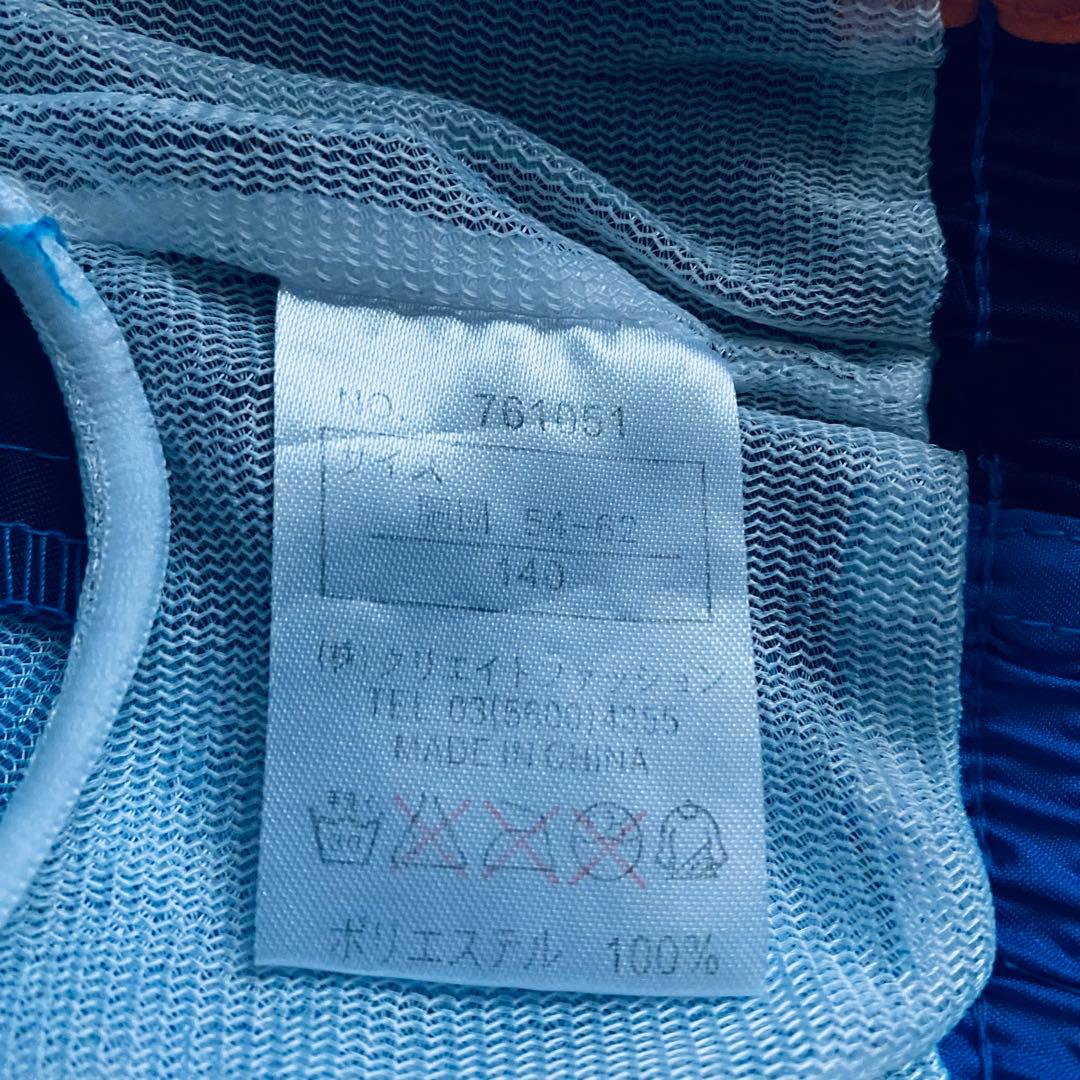 NO. 761051
サイズ
胴囲 54-62
140
(株)クリエイトファッション
TEL 03(5600)4355
MADE IN CHINA
ポリエステル 100%